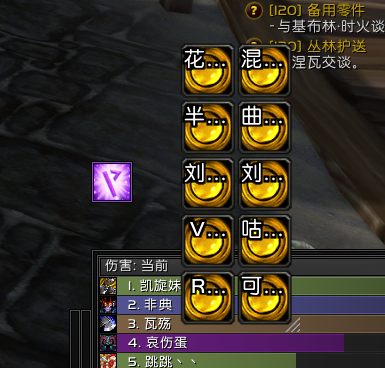 [120] 备用零件
-与基布林·时火谈
[120] 丛林护送
涅瓦交谈。
花... 混...
半... 曲...
刘... 刘...
V... 咕...
R... 可...
伤害: 当前
1. 凯旋妹
2. 非典
3. 瓦殇
4. 哀伤蛋
5. 跳跳丶丶